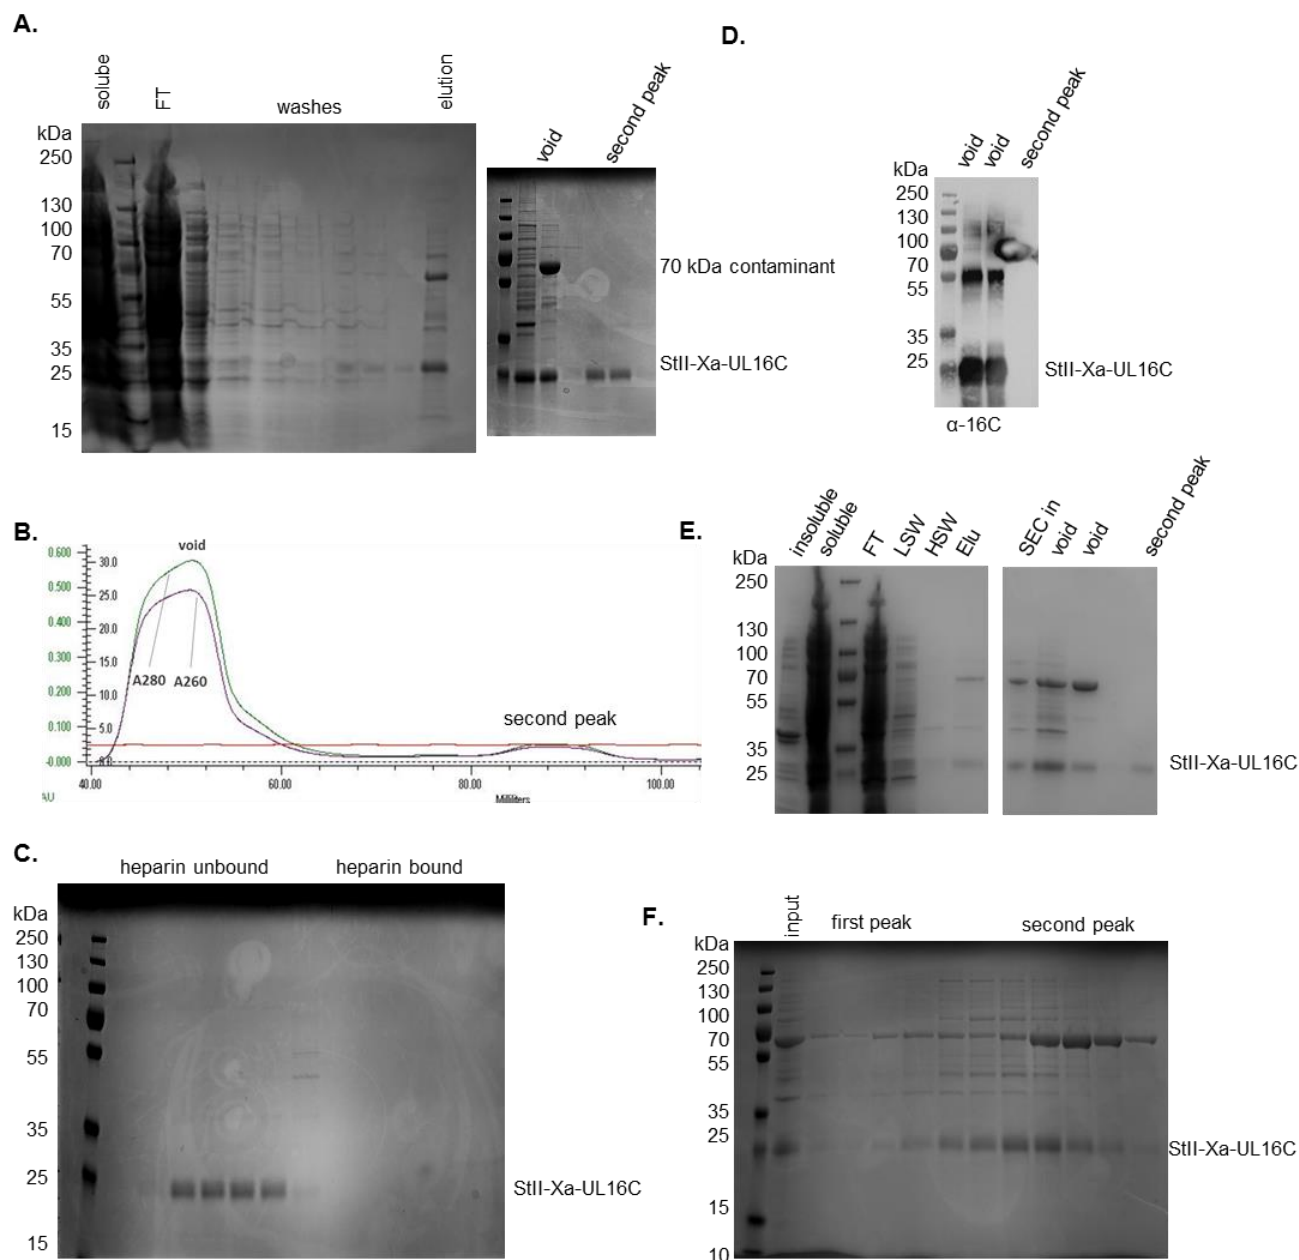 A.
solube
FT
washes
elution
kDa
250
130
100
70
55
35
25
15
void
second peak
70 kDa contaminant
StII-Xa-UL16C
D.
void
void
second peak
kDa
250
130
100
70
55
35
25
StII-Xa-UL16C
α-16C
B.
void
A280
A260
second peak
0.600
0.500
0.400
0.300
0.200
0.100
-0.000
30.0
25.0
20.0
15.0
10.0
5.0
AU
40.00
60.00
80.00
100.00
Milliliters
E.
insoluble
soluble
FT
LSW
HSW
Elu
SEC in
void
void
second peak
kDa
250
130
100
70
55
35
25
StII-Xa-UL16C
C.
heparin unbound
heparin bound
kDa
250
130
100
70
55
35
25
15
StII-Xa-UL16C
F.
input
first peak
second peak
kDa
250
130
100
70
55
35
25
15
10
StII-Xa-UL16C